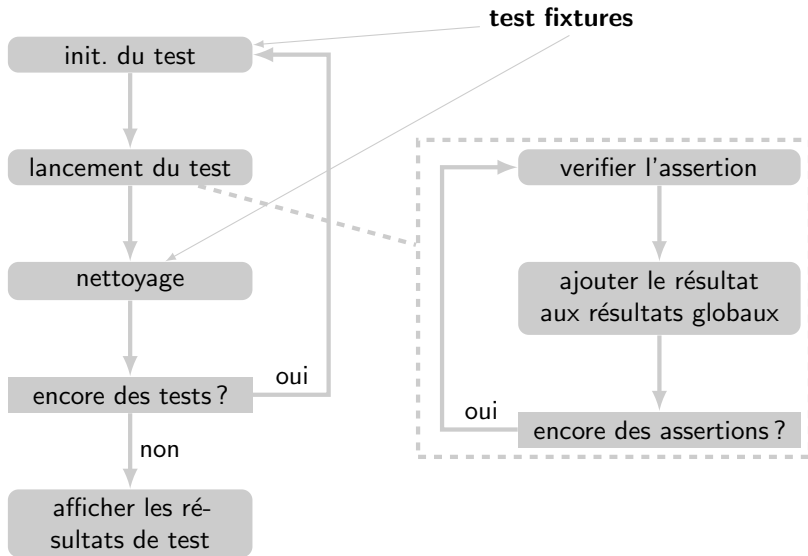 test fixtures
init. du test
lancement du test
nettoyage
encore des tests ?
oui
non
afficher les ré-
sultats de test
verifier l'assertion
ajouter le résultat
aux résultats globaux
oui
encore des assertions ?